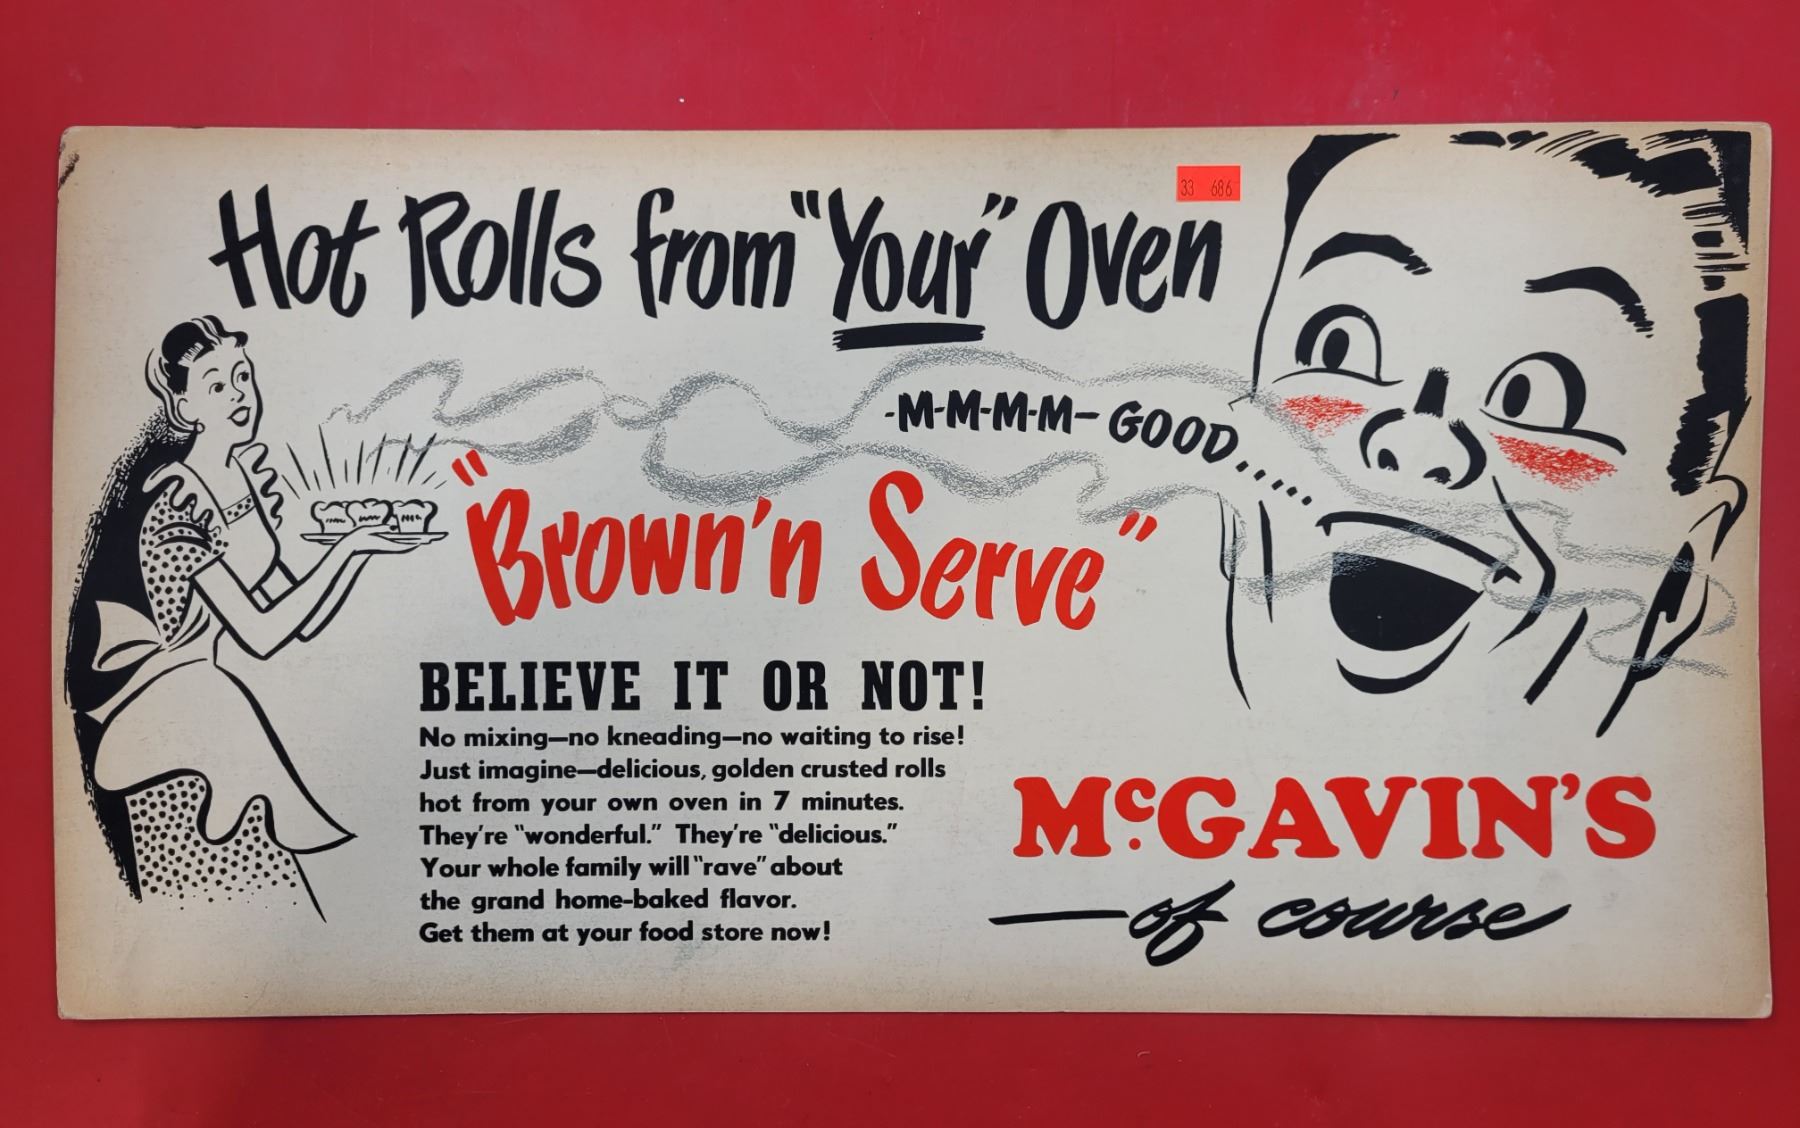 33 686
Hot Rolls from "Your" Oven
-M-M-M-M- GOOD.....
"Brown'n Serve"
BELIEVE IT OR NOT!
No mixing—no kneading—no waiting to rise!
Just imagine—delicious, golden crusted rolls
hot from your own oven in 7 minutes.
They're "wonderful." They're "delicious."
Your whole family will "rave" about
the grand home-baked flavor.
Get them at your food store now!
McGAVIN'S
—of course